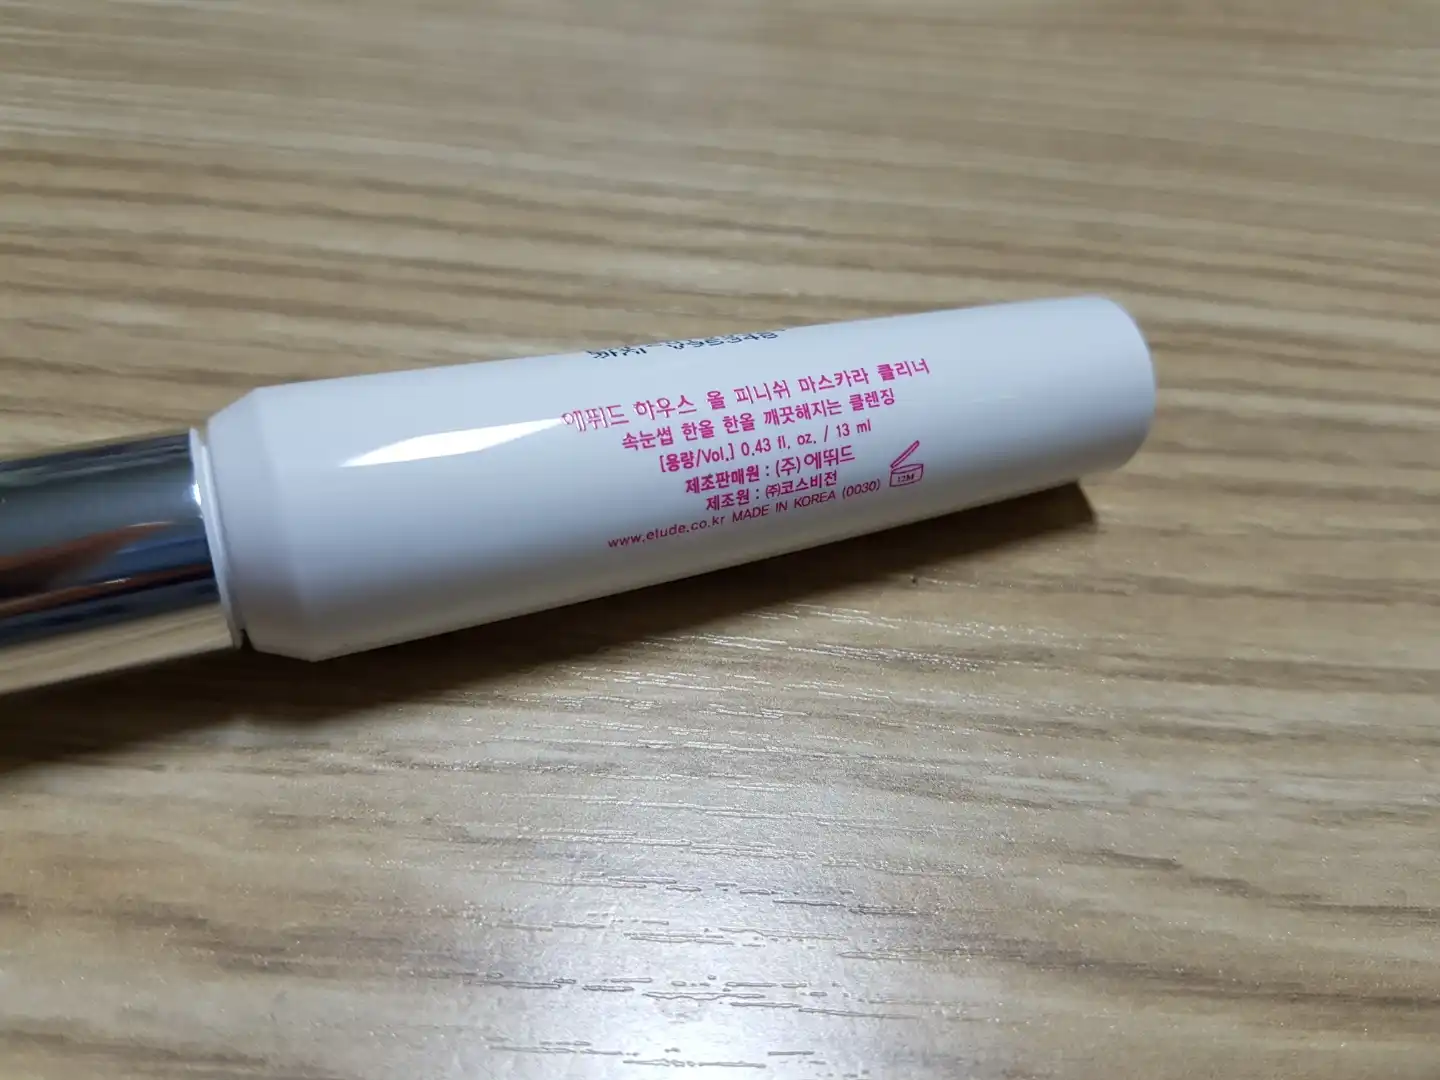 에뛰드 하우스 올 피니쉬 마스카라 클리너
속눈썹 한올 한올 깨끗해지는 클렌징
[용량/Vol.] 0.43 fl. oz. / 13 ml
제조판매원 : (주)에뛰드
제조원 : ㈜코스비전
www.etude.co.kr MADE IN KOREA (0030)
12M